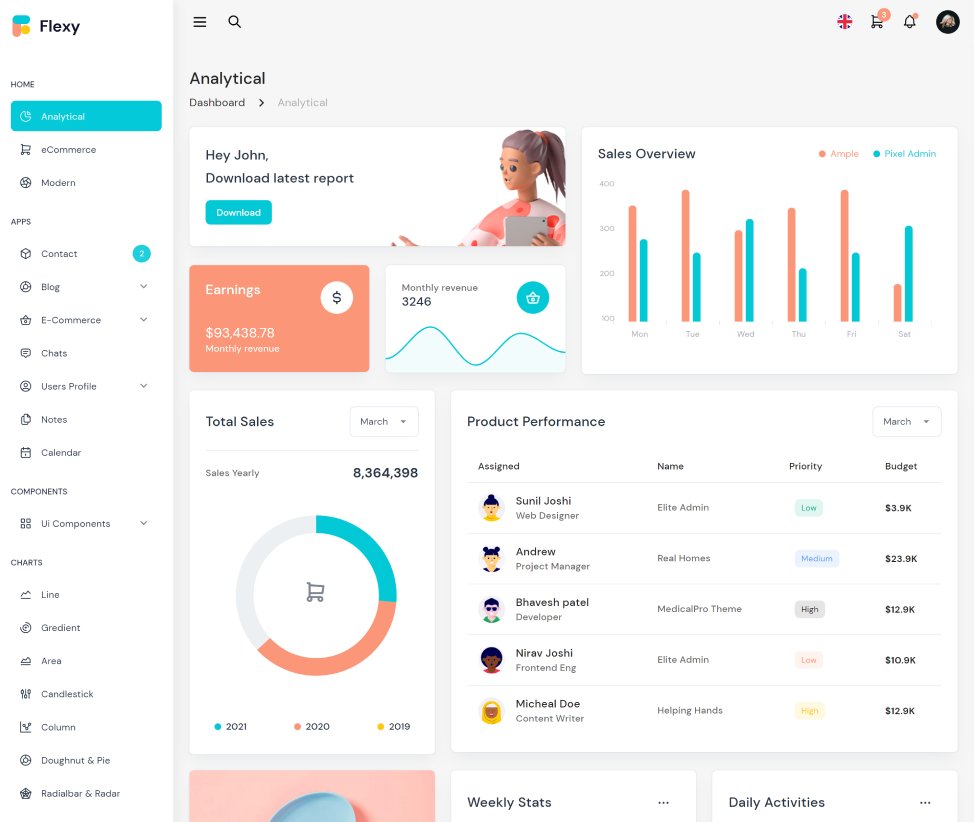 Flexy
3
HOME
Analytical
eCommerce
Modern
APPS
Contact
2
Blog
E-Commerce
Chats
Users Profile
Notes
Calendar
COMPONENTS
Ui Components
CHARTS
Line
Gredient
Area
Candlestick
Column
Doughnut & Pie
Radialbar & Radar
Analytical
Dashboard > Analytical
Hey John,
Download latest report
Download
Sales Overview
Ample
Pixel Admin
400
300
200
100
Mon Tue Wed Thu Fri Sat
Earnings
$
$93,438.78
Monthly revenue
Monthly revenue
3246
Total Sales
March
Sales Yearly
8,364,398
2021 2020 2019
Product Performance
March
Assigned Name Priority Budget
Sunil Joshi
Web Designer
Elite Admin
Low
$3.9K
Andrew
Project Manager
Real Homes
Medium
$23.9K
Bhavesh patel
Developer
MedicalPro Theme
High
$12.9K
Nirav Joshi
Frontend Eng
Elite Admin
Low
$10.9K
Micheal Doe
Content Writer
Helping Hands
High
$12.9K
Weekly Stats
...
Daily Activities
...